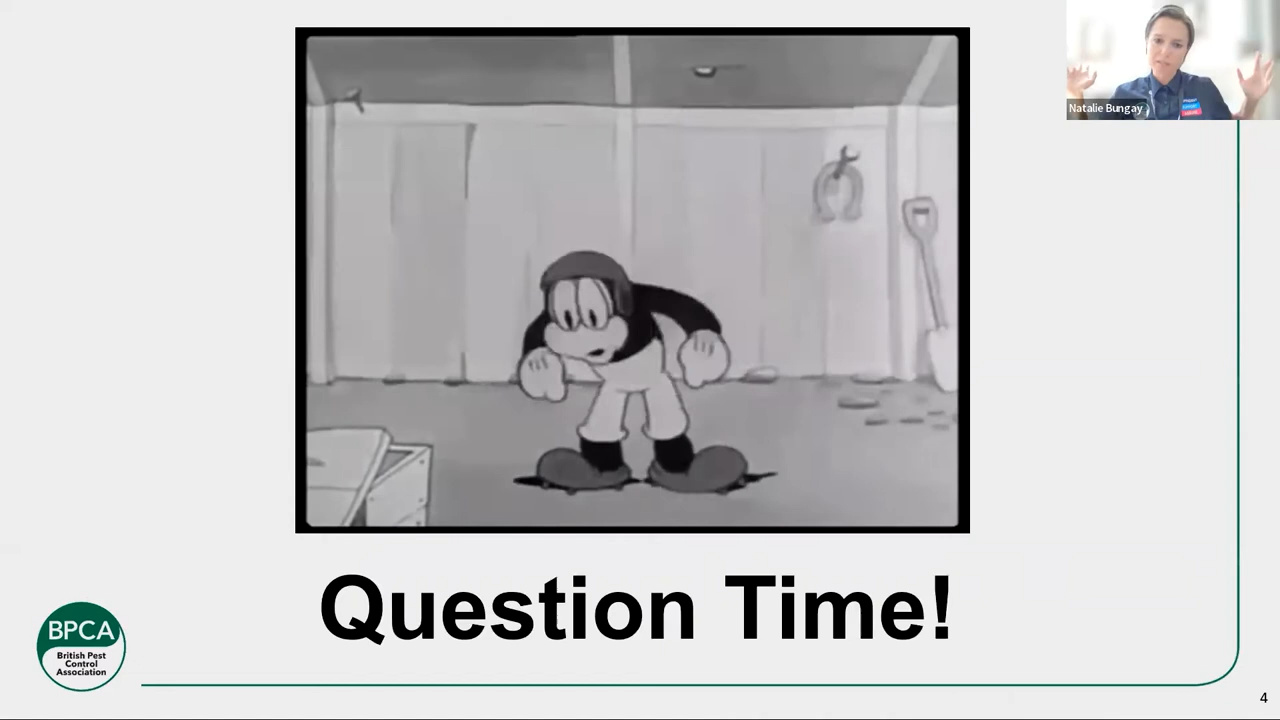 Natalie Bungay
Question Time!
BPCA
British Pest
Control
Association
4